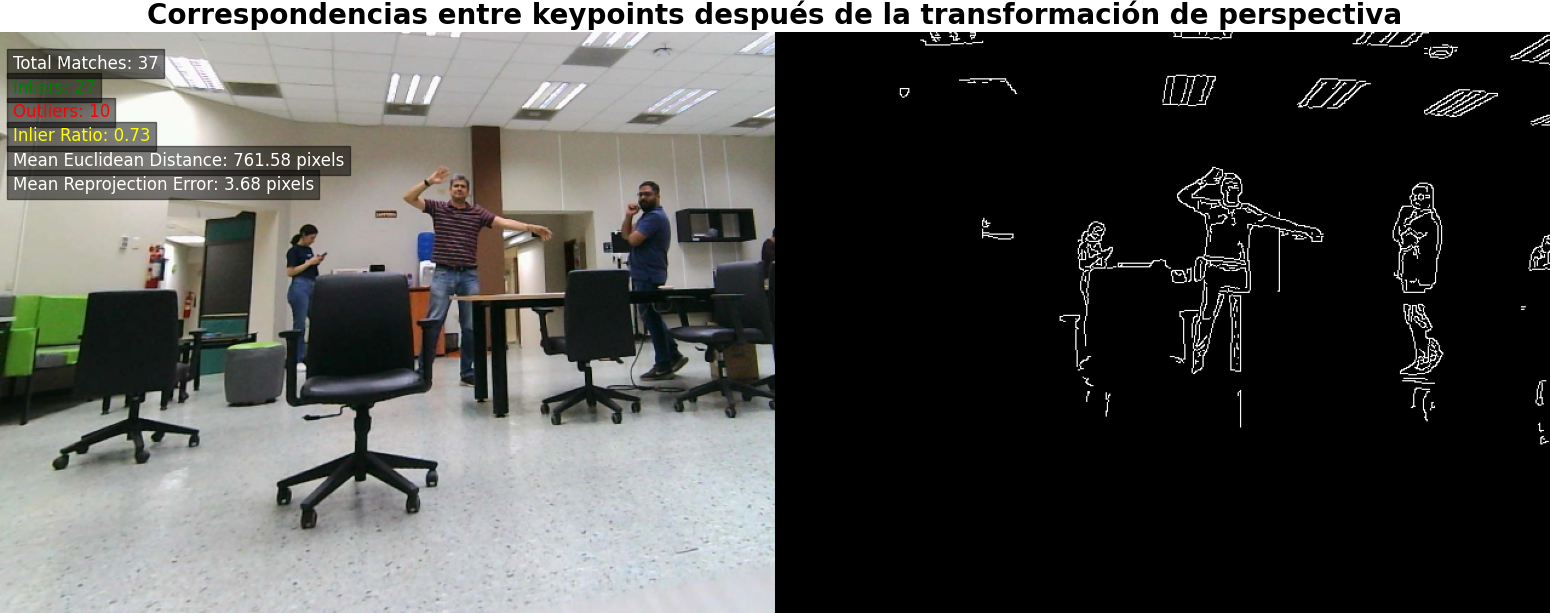 Correspondencias entre keypoints después de la transformación de perspectiva
Total Matches: 37
Inliers: 27
Outliers: 10
Inlier Ratio: 0.73
Mean Euclidean Distance: 761.58 pixels
Mean Reprojection Error: 3.68 pixels